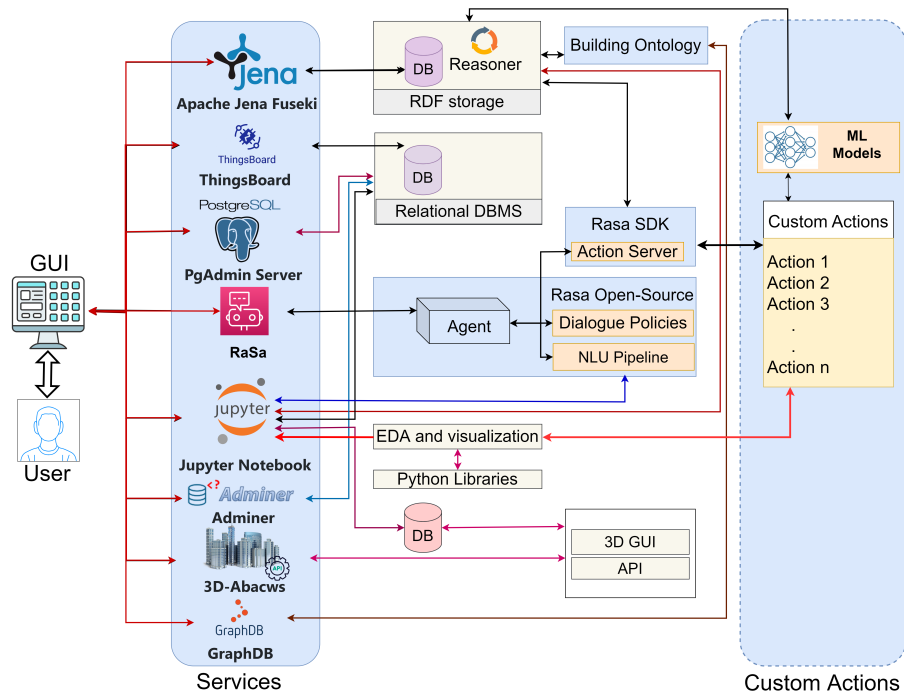 GUI
User
Jena
Apache Jena Fuseki
ThingsBoard
ThingsBoard
PostgreSQL
PgAdmin Server
RaSa
jupyter
Jupyter Notebook
<?
Adminer
Adminer
API
3D-Abacws
GraphDB
GraphDB
Services
DB
Reasoner
RDF storage
Building Ontology
DB
Relational DBMS
Rasa SDK
Action Server
Rasa Open-Source
Agent
Dialogue Policies
NLU Pipeline
EDA and visualization
Python Libraries
DB
3D GUI
API
ML
Models
Custom Actions
Action 1
Action 2
Action 3
.
.
Action n
Custom Actions